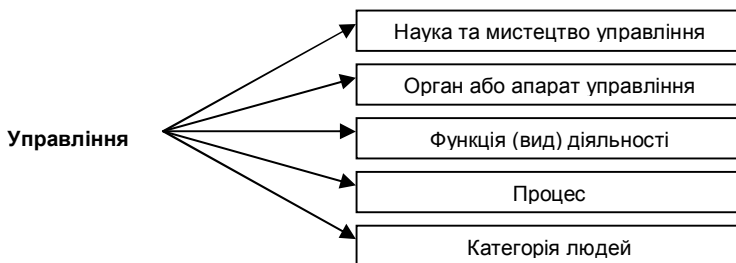 Наука та мистецтво управління
Орган або апарат управління
Управління
Функція (вид) діяльності
Процес
Категорія людей